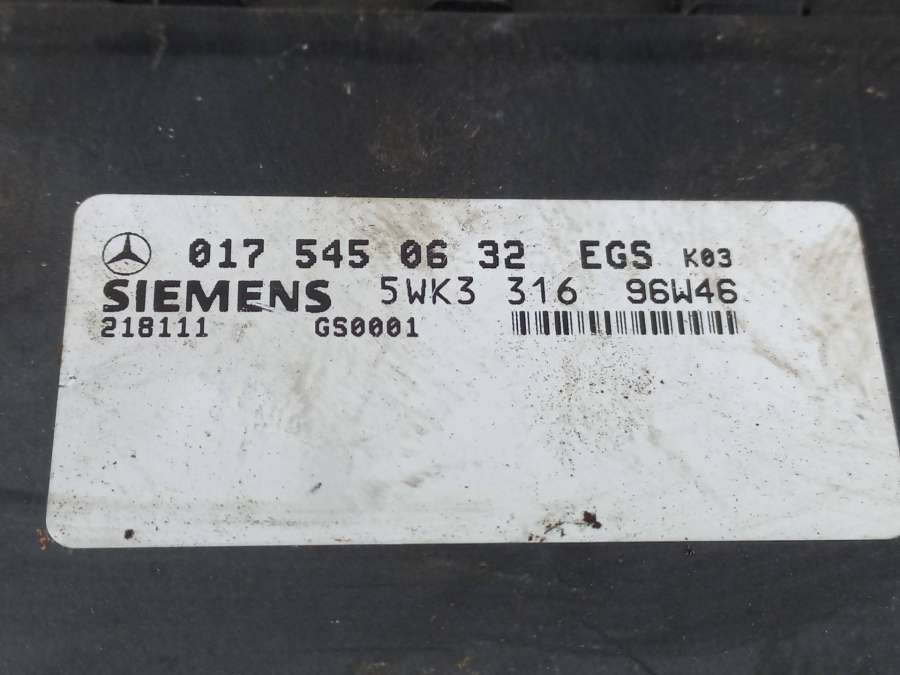 017 545 06 32 EGS K03
SIEMENS 5WK3 316 96W46
218111 GS0001